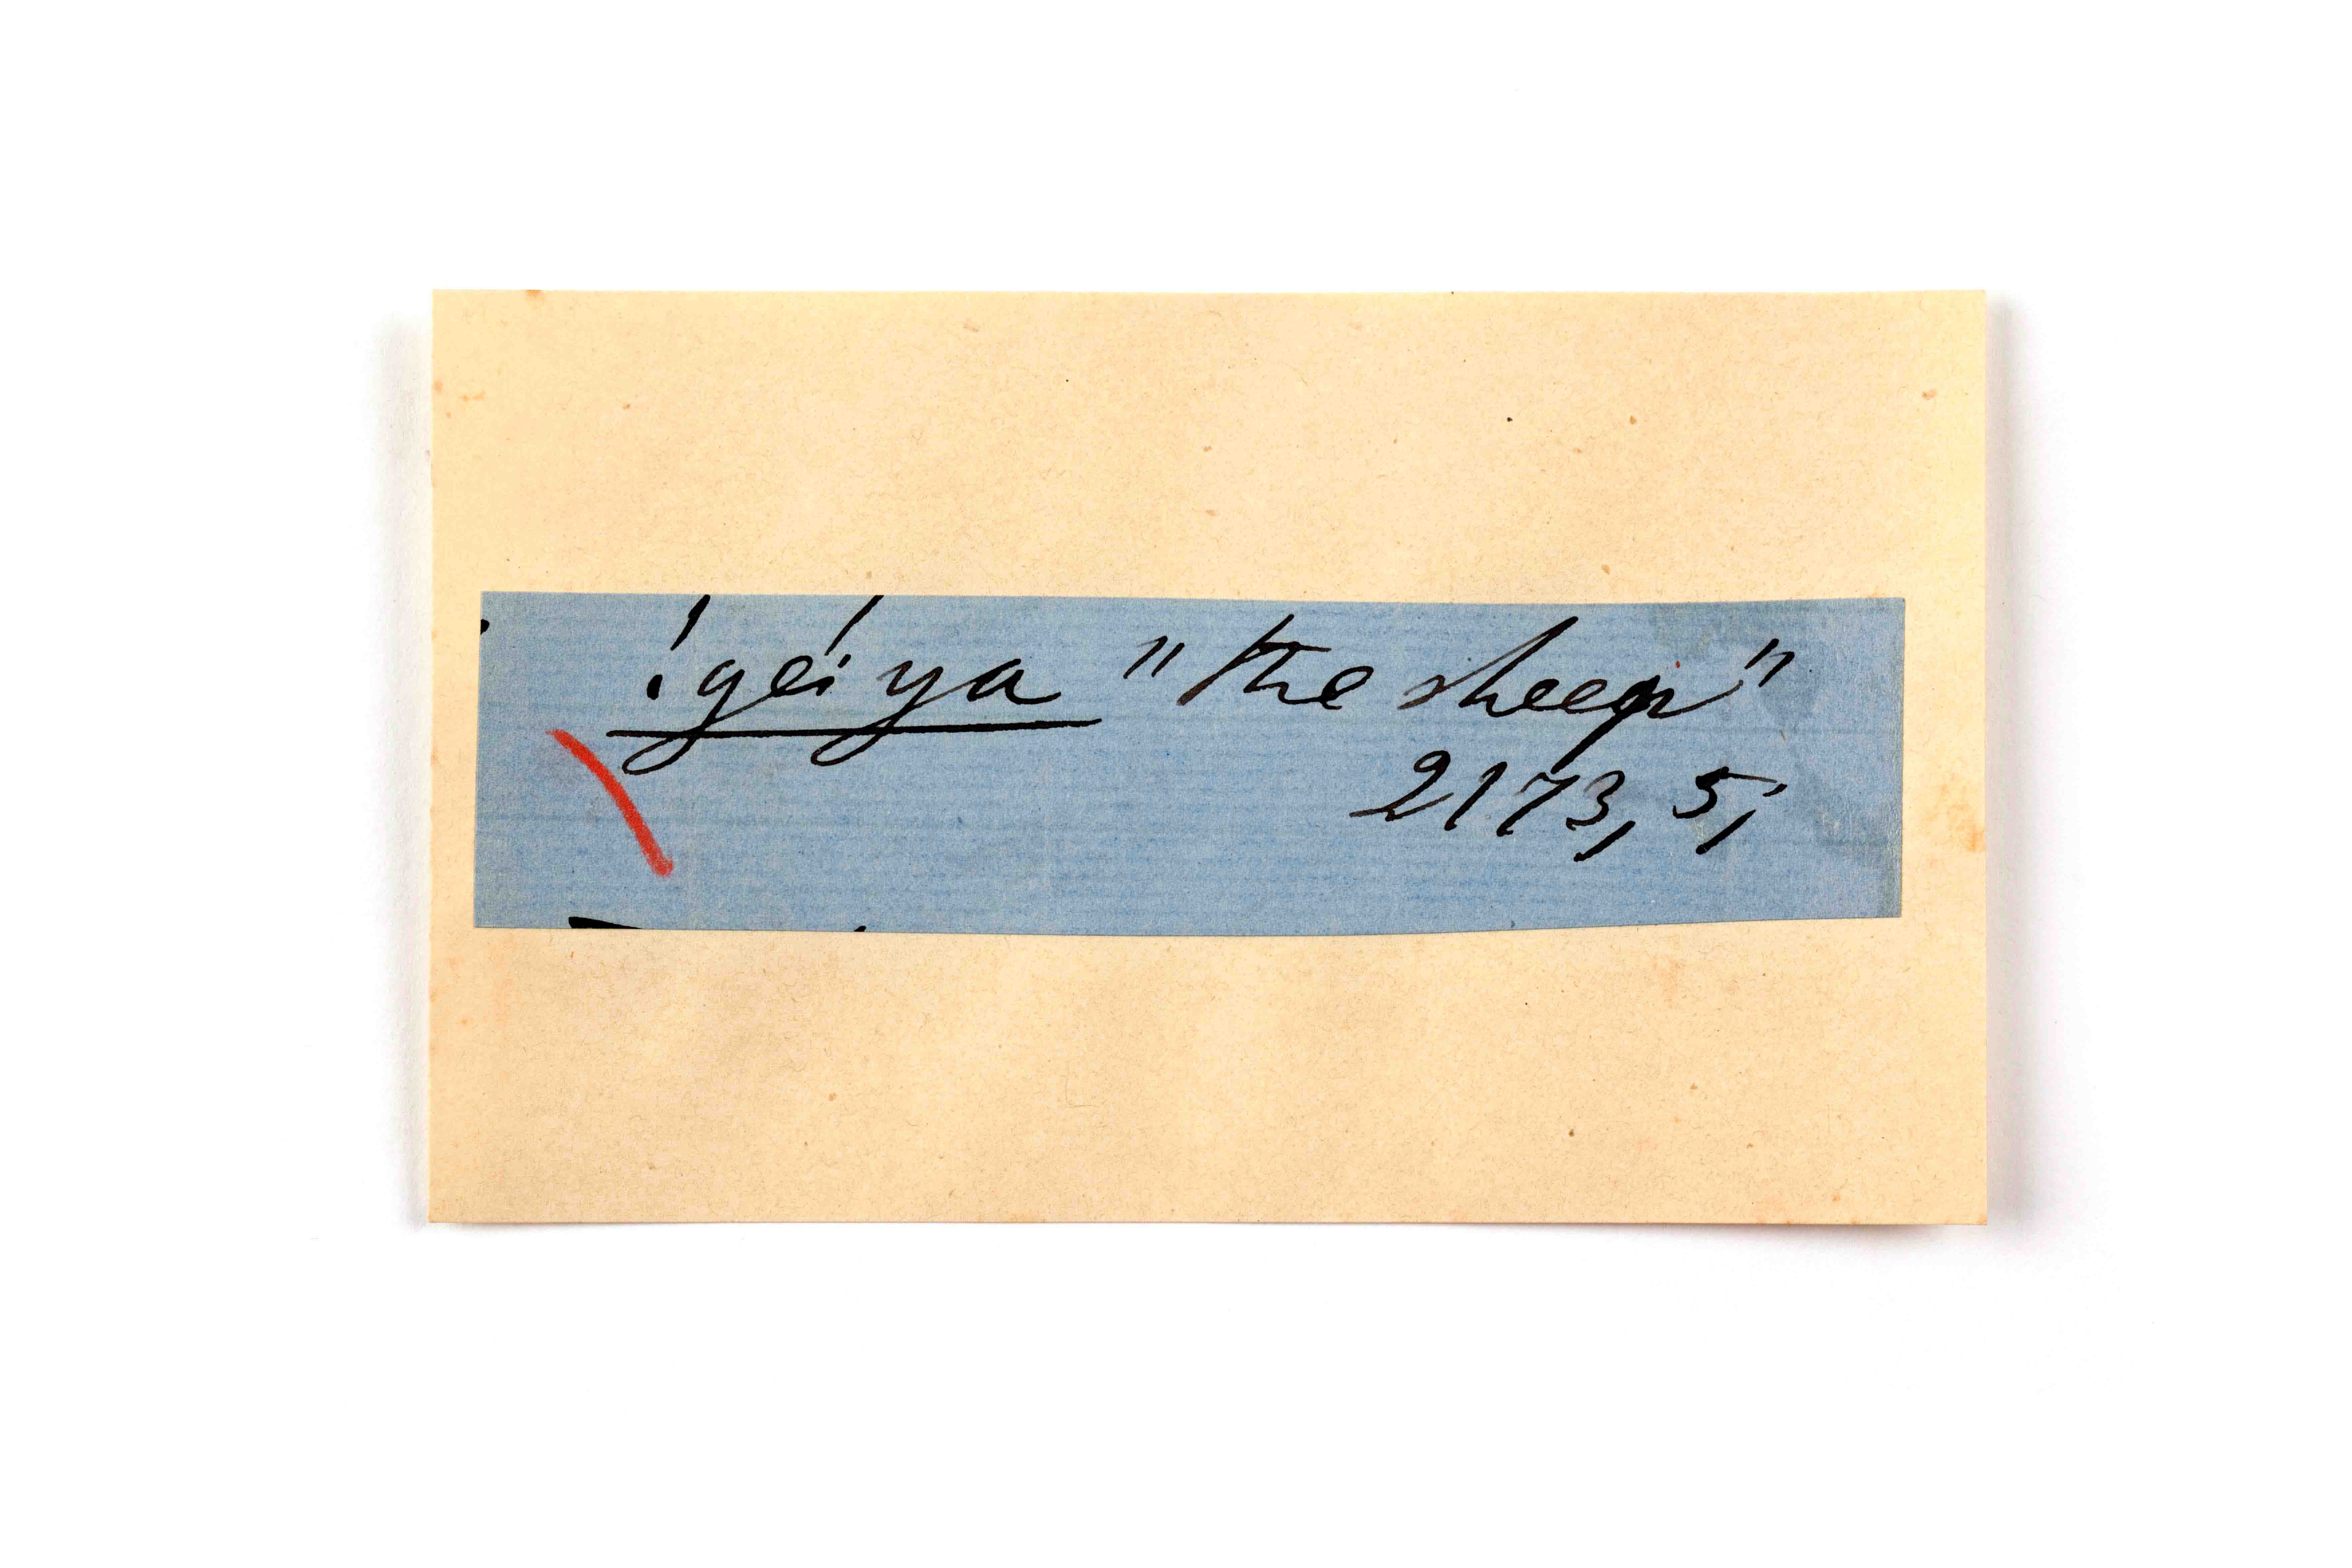 !gei ya "the sheep"
2173, 5,